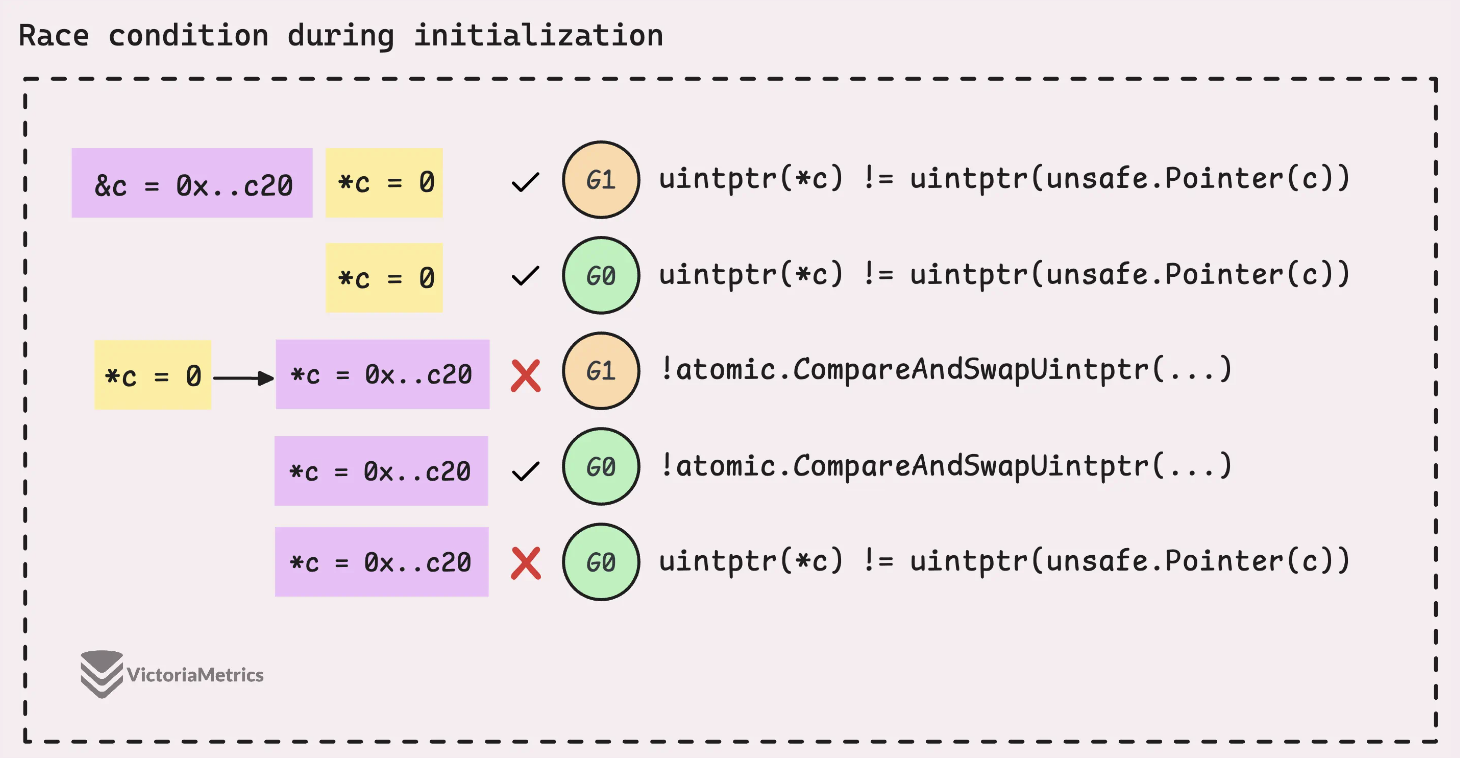 Race condition during initialization
&c = 0x..c20 *c = 0 G1 uintptr(*c) != uintptr(unsafe.Pointer(c))
*c = 0 G0 uintptr(*c) != uintptr(unsafe.Pointer(c))
*c = 0 *c = 0x..c20 G1 !atomic.CompareAndSwapUintptr(...)
*c = 0x..c20 G0 !atomic.CompareAndSwapUintptr(...)
*c = 0x..c20 G0 uintptr(*c) != uintptr(unsafe.Pointer(c))
VictoriaMetrics